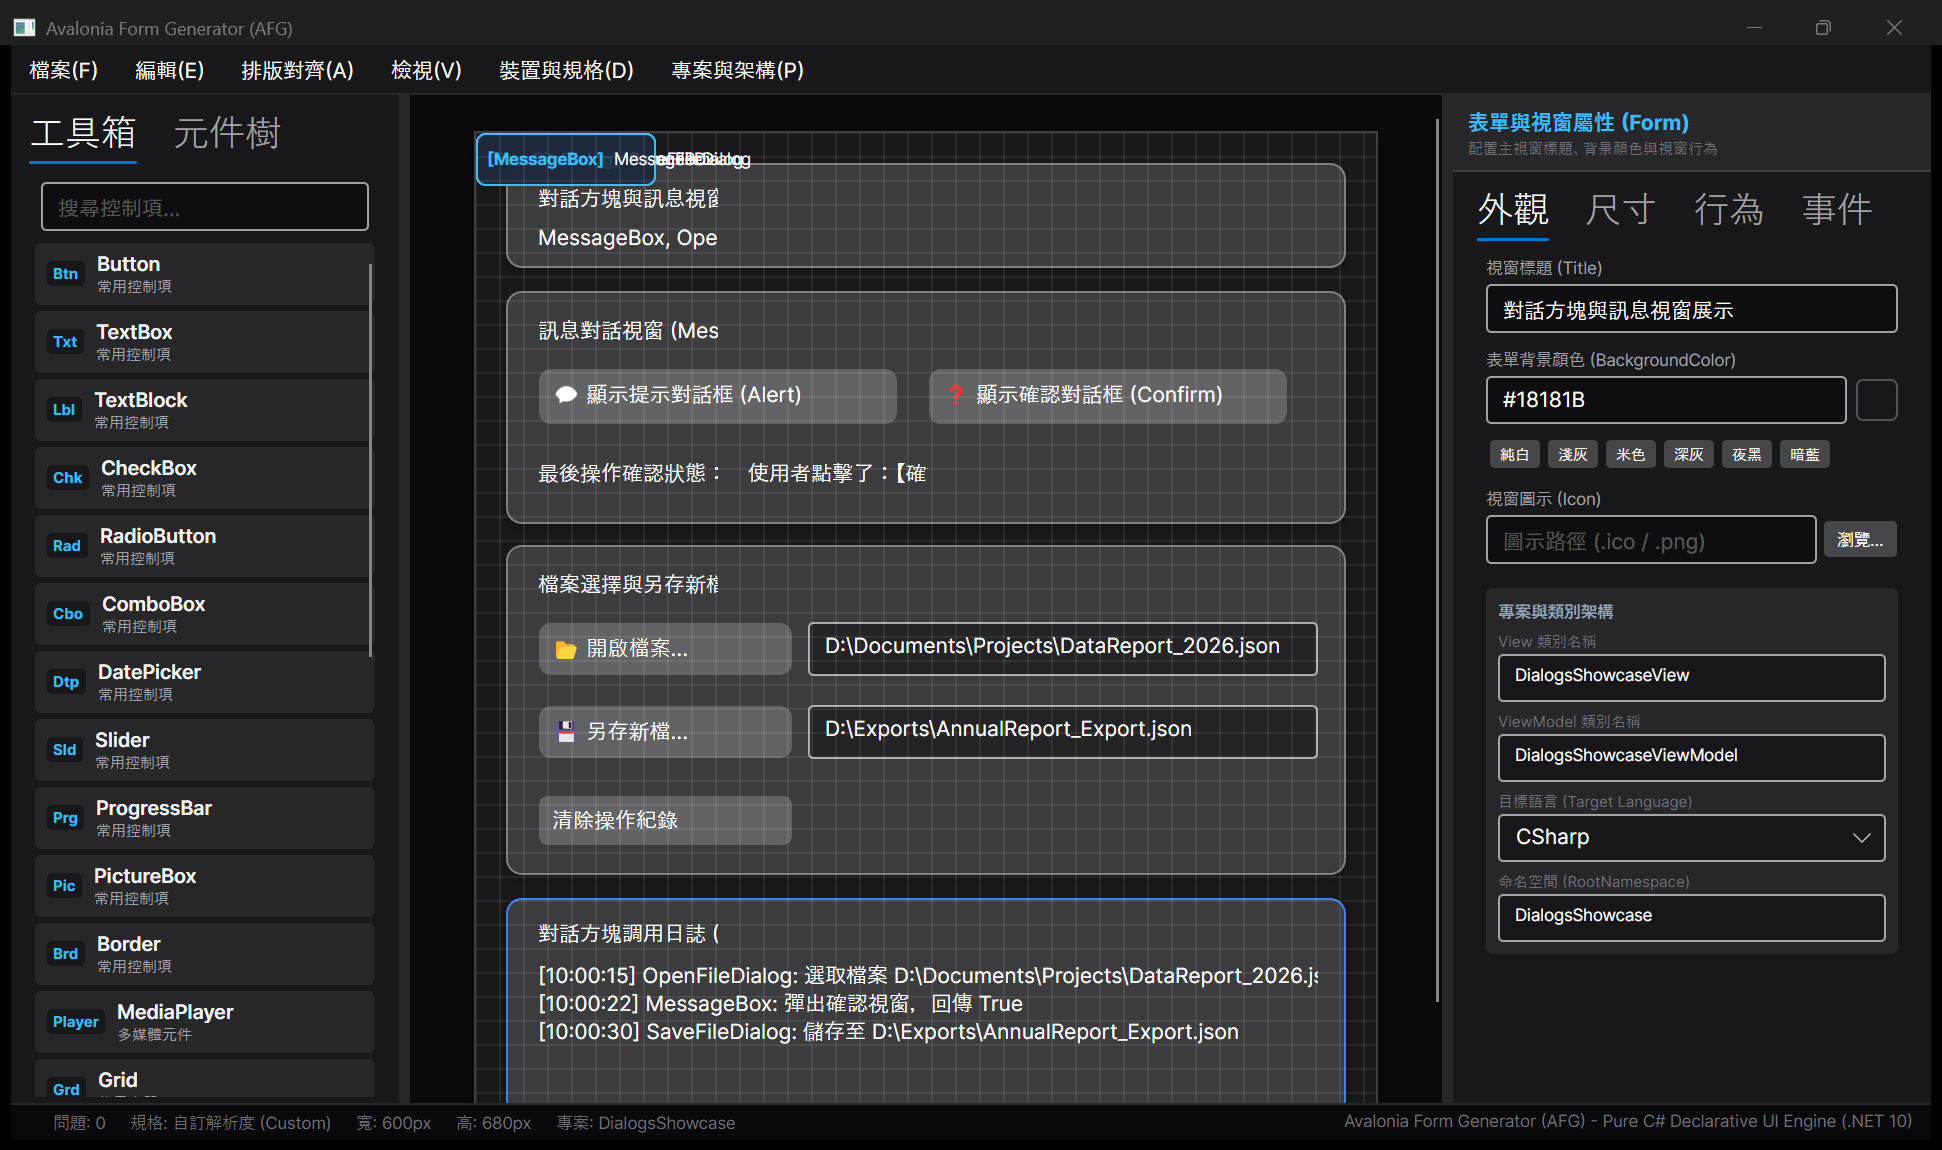 Avalonia Form Generator (AFG)
檔案(F) 編輯(E) 排版對齊(A) 檢視(V) 裝置與規格(D) 專案與架構(P)
工具箱 元件樹
搜尋控制項...
Btn Button
常用控制項
Txt TextBox
常用控制項
Lbl TextBlock
常用控制項
Chk CheckBox
常用控制項
Rad RadioButton
常用控制項
Cbo ComboBox
常用控制項
Dtp DatePicker
常用控制項
Sld Slider
常用控制項
Prg ProgressBar
常用控制項
Pic PictureBox
常用控制項
Brd Border
常用控制項
Player MediaPlayer
多媒體元件
Grd Grid
[MessageBox]
對話方塊與訊息視窗
MessageBox, Ope
訊息對話視窗 (Mes
顯示提示對話框 (Alert)
❓ 顯示確認對話框 (Confirm)
最後操作確認狀態： 使用者點擊了：【確
檔案選擇與另存新檔
開啟檔案...
D:\Documents\Projects\DataReport_2026.json
另存新檔...
D:\Exports\AnnualReport_Export.json
清除操作紀錄
對話方塊調用日誌 (
[10:00:15] OpenFileDialog: 選取檔案 D:\Documents\Projects\DataReport_2026.js
[10:00:22] MessageBox: 彈出確認視窗，回傳 True
[10:00:30] SaveFileDialog: 儲存至 D:\Exports\AnnualReport_Export.json
表單與視窗屬性 (Form)
配置主視窗標題、背景顏色與視窗行為
外觀 尺寸 行為 事件
視窗標題 (Title)
對話方塊與訊息視窗展示
表單背景顏色 (BackgroundColor)
#18181B
純白 淺灰 米色 深灰 夜黑 暗藍
視窗圖示 (Icon)
圖示路徑 (.ico / .png)
瀏覽...
專案與類別架構
View 類別名稱
DialogsShowcaseView
ViewModel 類別名稱
DialogsShowcaseViewModel
目標語言 (Target Language)
CSharp
命名空間 (RootNamespace)
DialogsShowcase
問題: 0 規格: 自訂解析度 (Custom) 寬: 600px 高: 680px 專案: DialogsShowcase
Avalonia Form Generator (AFG) - Pure C# Declarative UI Engine (.NET 10)